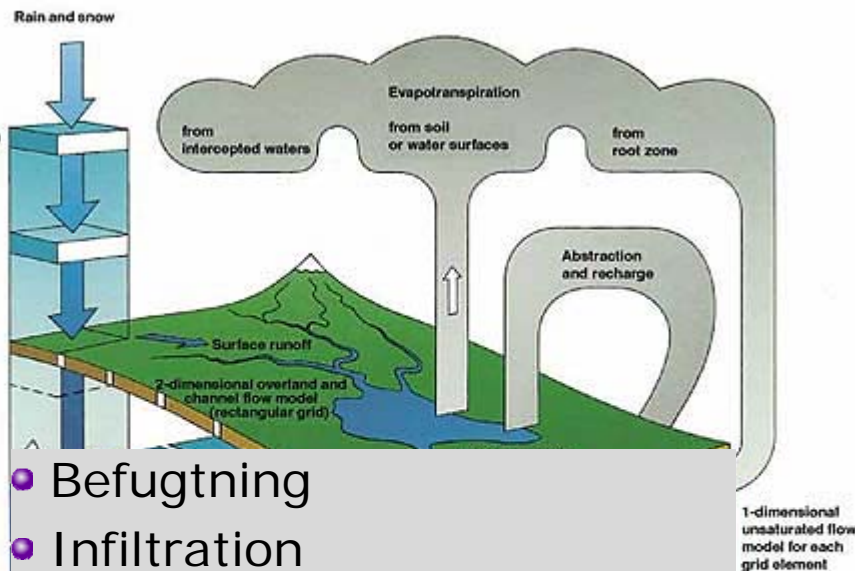 Rain and snow
Evapotranspiration
from
intercepted waters
from soil
or water surfaces
from
root zone
Abstraction
and recharge
Surface runoff
2-dimensional overland and
channel flow model
(rectangular grid)
Befugtning
Infiltration
1-dimensional
unsaturated flow
model for each
grid element